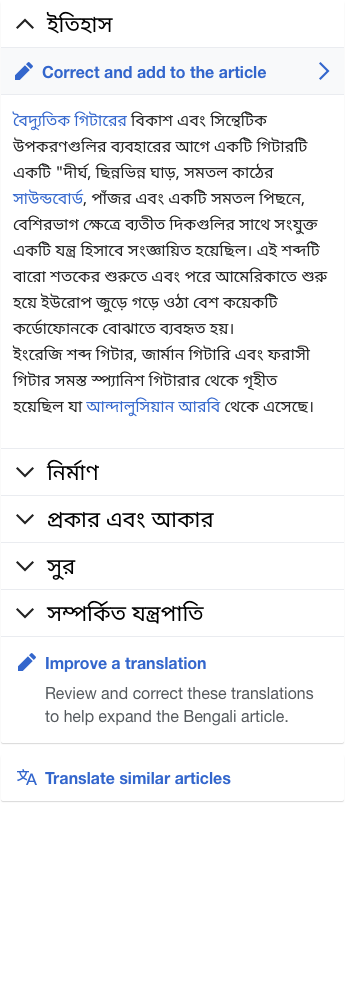 ইতিহাস
Correct and add to the article
বৈদ্যুতিক গিটারের বিকাশ এবং সিন্থেটিক
উপকরণগুলির ব্যবহারের আগে একটি গিটারটি
একটি "দীর্ঘ, ছিন্নভিন্ন ঘাড়, সমতল কাঠের
সাউন্ডবোর্ড, পাঁজর এবং একটি সমতল পিছনে,
বেশিরভাগ ক্ষেত্রে ব্যতীত দিকগুলির সাথে সংযুক্ত
একটি যন্ত্র হিসাবে সংজ্ঞায়িত হয়েছিল। এই শব্দটি
বারো শতকের শুরুতে এবং পরে আমেরিকাতে শুরু
হয়ে ইউরোপ জুড়ে গড়ে ওঠা বেশ কয়েকটি
কর্ডোফোনকে বোঝাতে ব্যবহৃত হয়।
ইংরেজি শব্দ গিটার, জার্মান গিটারি এবং ফরাসী
গিটার সমস্ত স্প্যানিশ গিটারার থেকে গৃহীত
হয়েছিল যা আন্দালুসিয়ান আরবি থেকে এসেছে।
নির্মাণ
প্রকার এবং আকার
সুর
সম্পর্কিত যন্ত্রপাতি
Improve a translation
Review and correct these translations
to help expand the Bengali article.
Translate similar articles